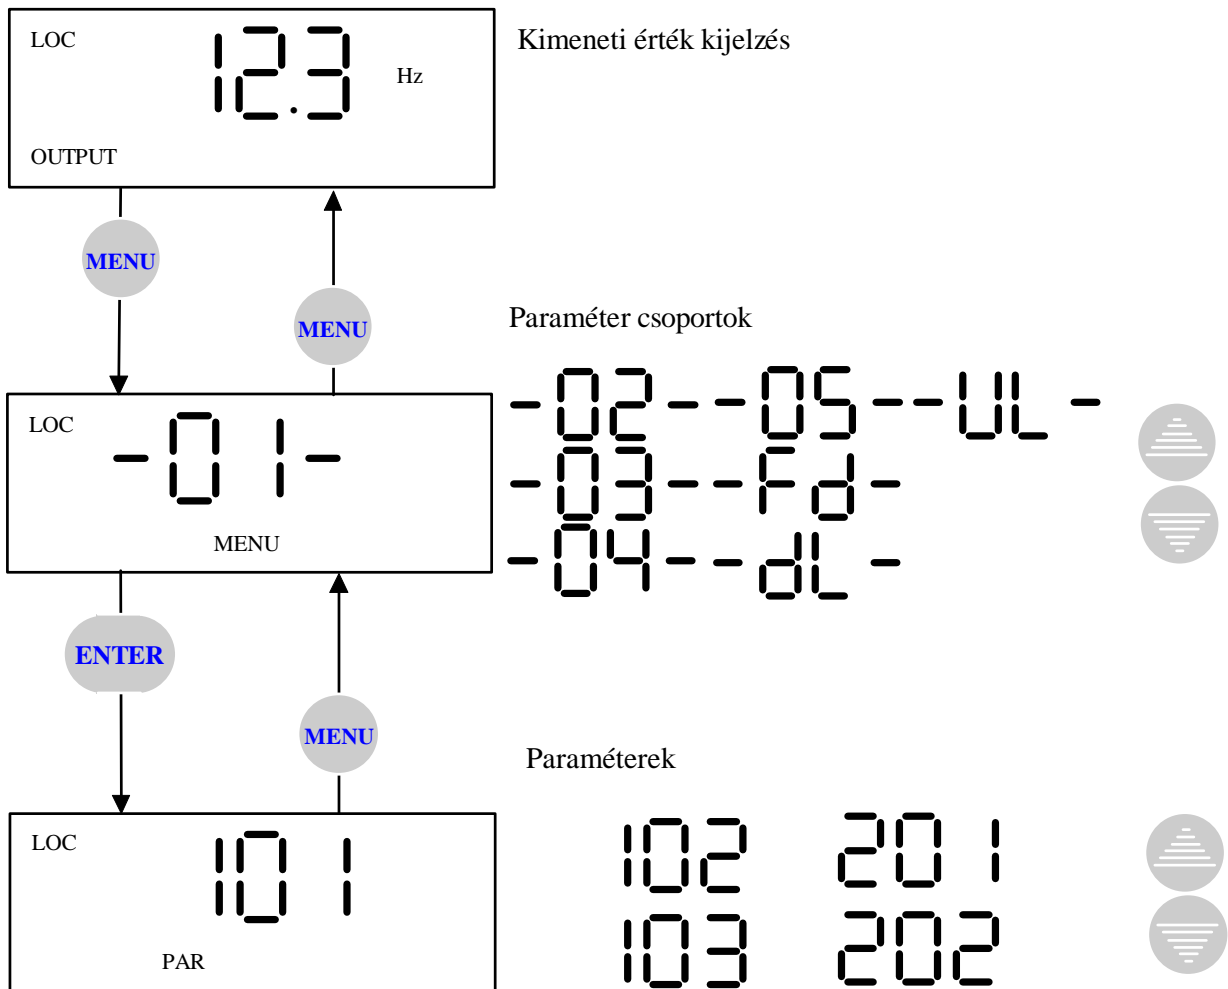 LOC
12.3
Hz
OUTPUT
Kimeneti érték kijelzés
MENU
MENU
Paraméter csoportok
LOC
-01-
MENU
-02- -05- -UL -
-03- -Fd-
-04- -dL -
ENTER
MENU
Paraméterek
LOC
101
PAR
102 201
103 202